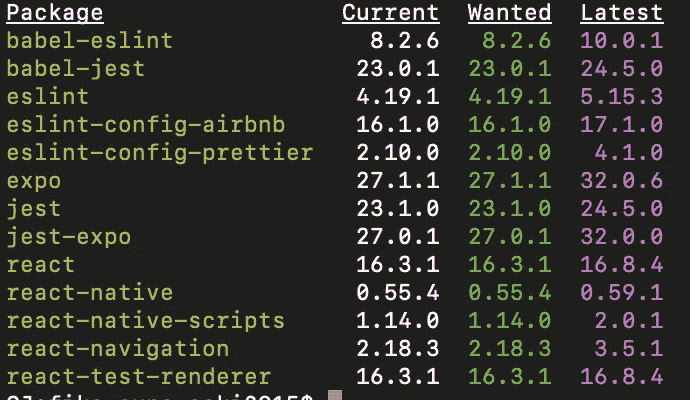 Package Current Wanted Latest
babel-eslint 8.2.6 8.2.6 10.0.1
babel-jest 23.0.1 23.0.1 24.5.0
eslint 4.19.1 4.19.1 5.15.3
eslint-config-airbnb 16.1.0 16.1.0 17.1.0
eslint-config-prettier 2.10.0 2.10.0 4.1.0
expo 27.1.1 27.1.1 32.0.6
jest 23.1.0 23.1.0 24.5.0
jest-expo 27.0.1 27.0.1 32.0.0
react 16.3.1 16.3.1 16.8.4
react-native 0.55.4 0.55.4 0.59.1
react-native-scripts 1.14.0 1.14.0 2.0.1
react-navigation 2.18.3 2.18.3 3.5.1
react-test-renderer 16.3.1 16.3.1 16.8.4